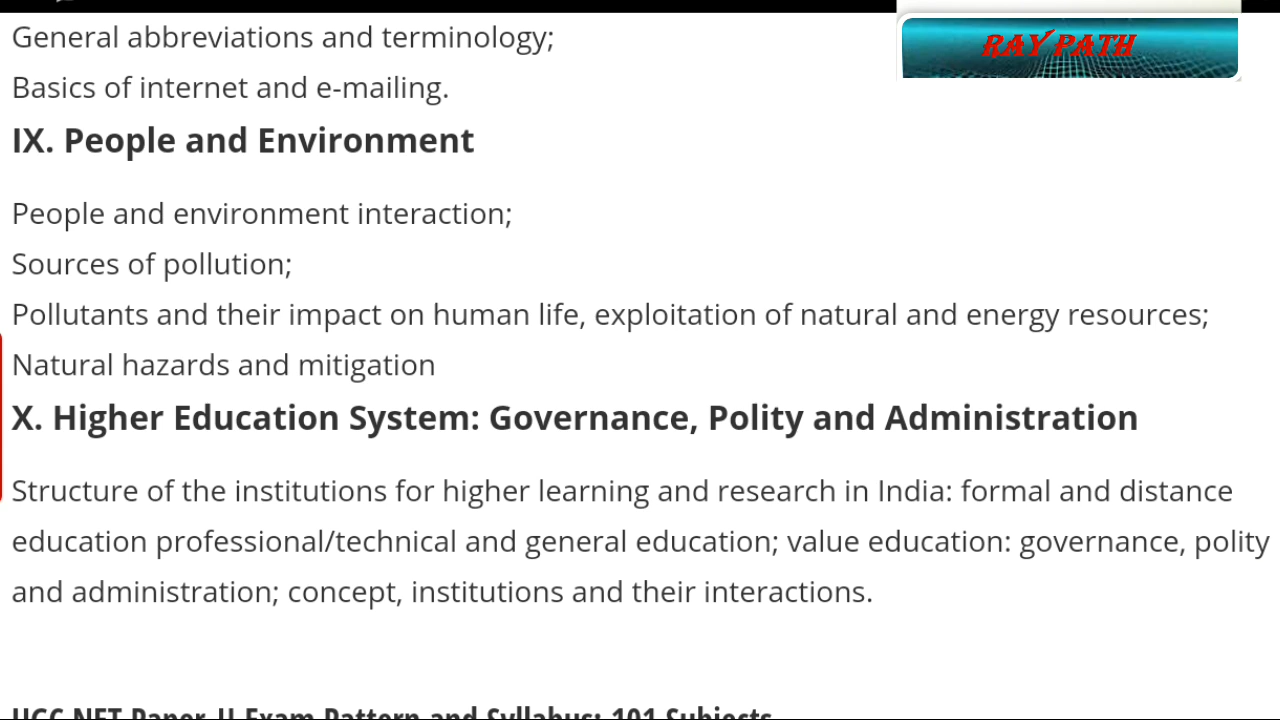 RAY PATH
General abbreviations and terminology;
Basics of internet and e-mailing.
IX. People and Environment
People and environment interaction;
Sources of pollution;
Pollutants and their impact on human life, exploitation of natural and energy resources;
Natural hazards and mitigation
X. Higher Education System: Governance, Polity and Administration
Structure of the institutions for higher learning and research in India: formal and distance
education professional/technical and general education; value education: governance, polity
and administration; concept, institutions and their interactions.
UGC NET Paper-II Exam Pattern and Syllabus: 101 Subjects